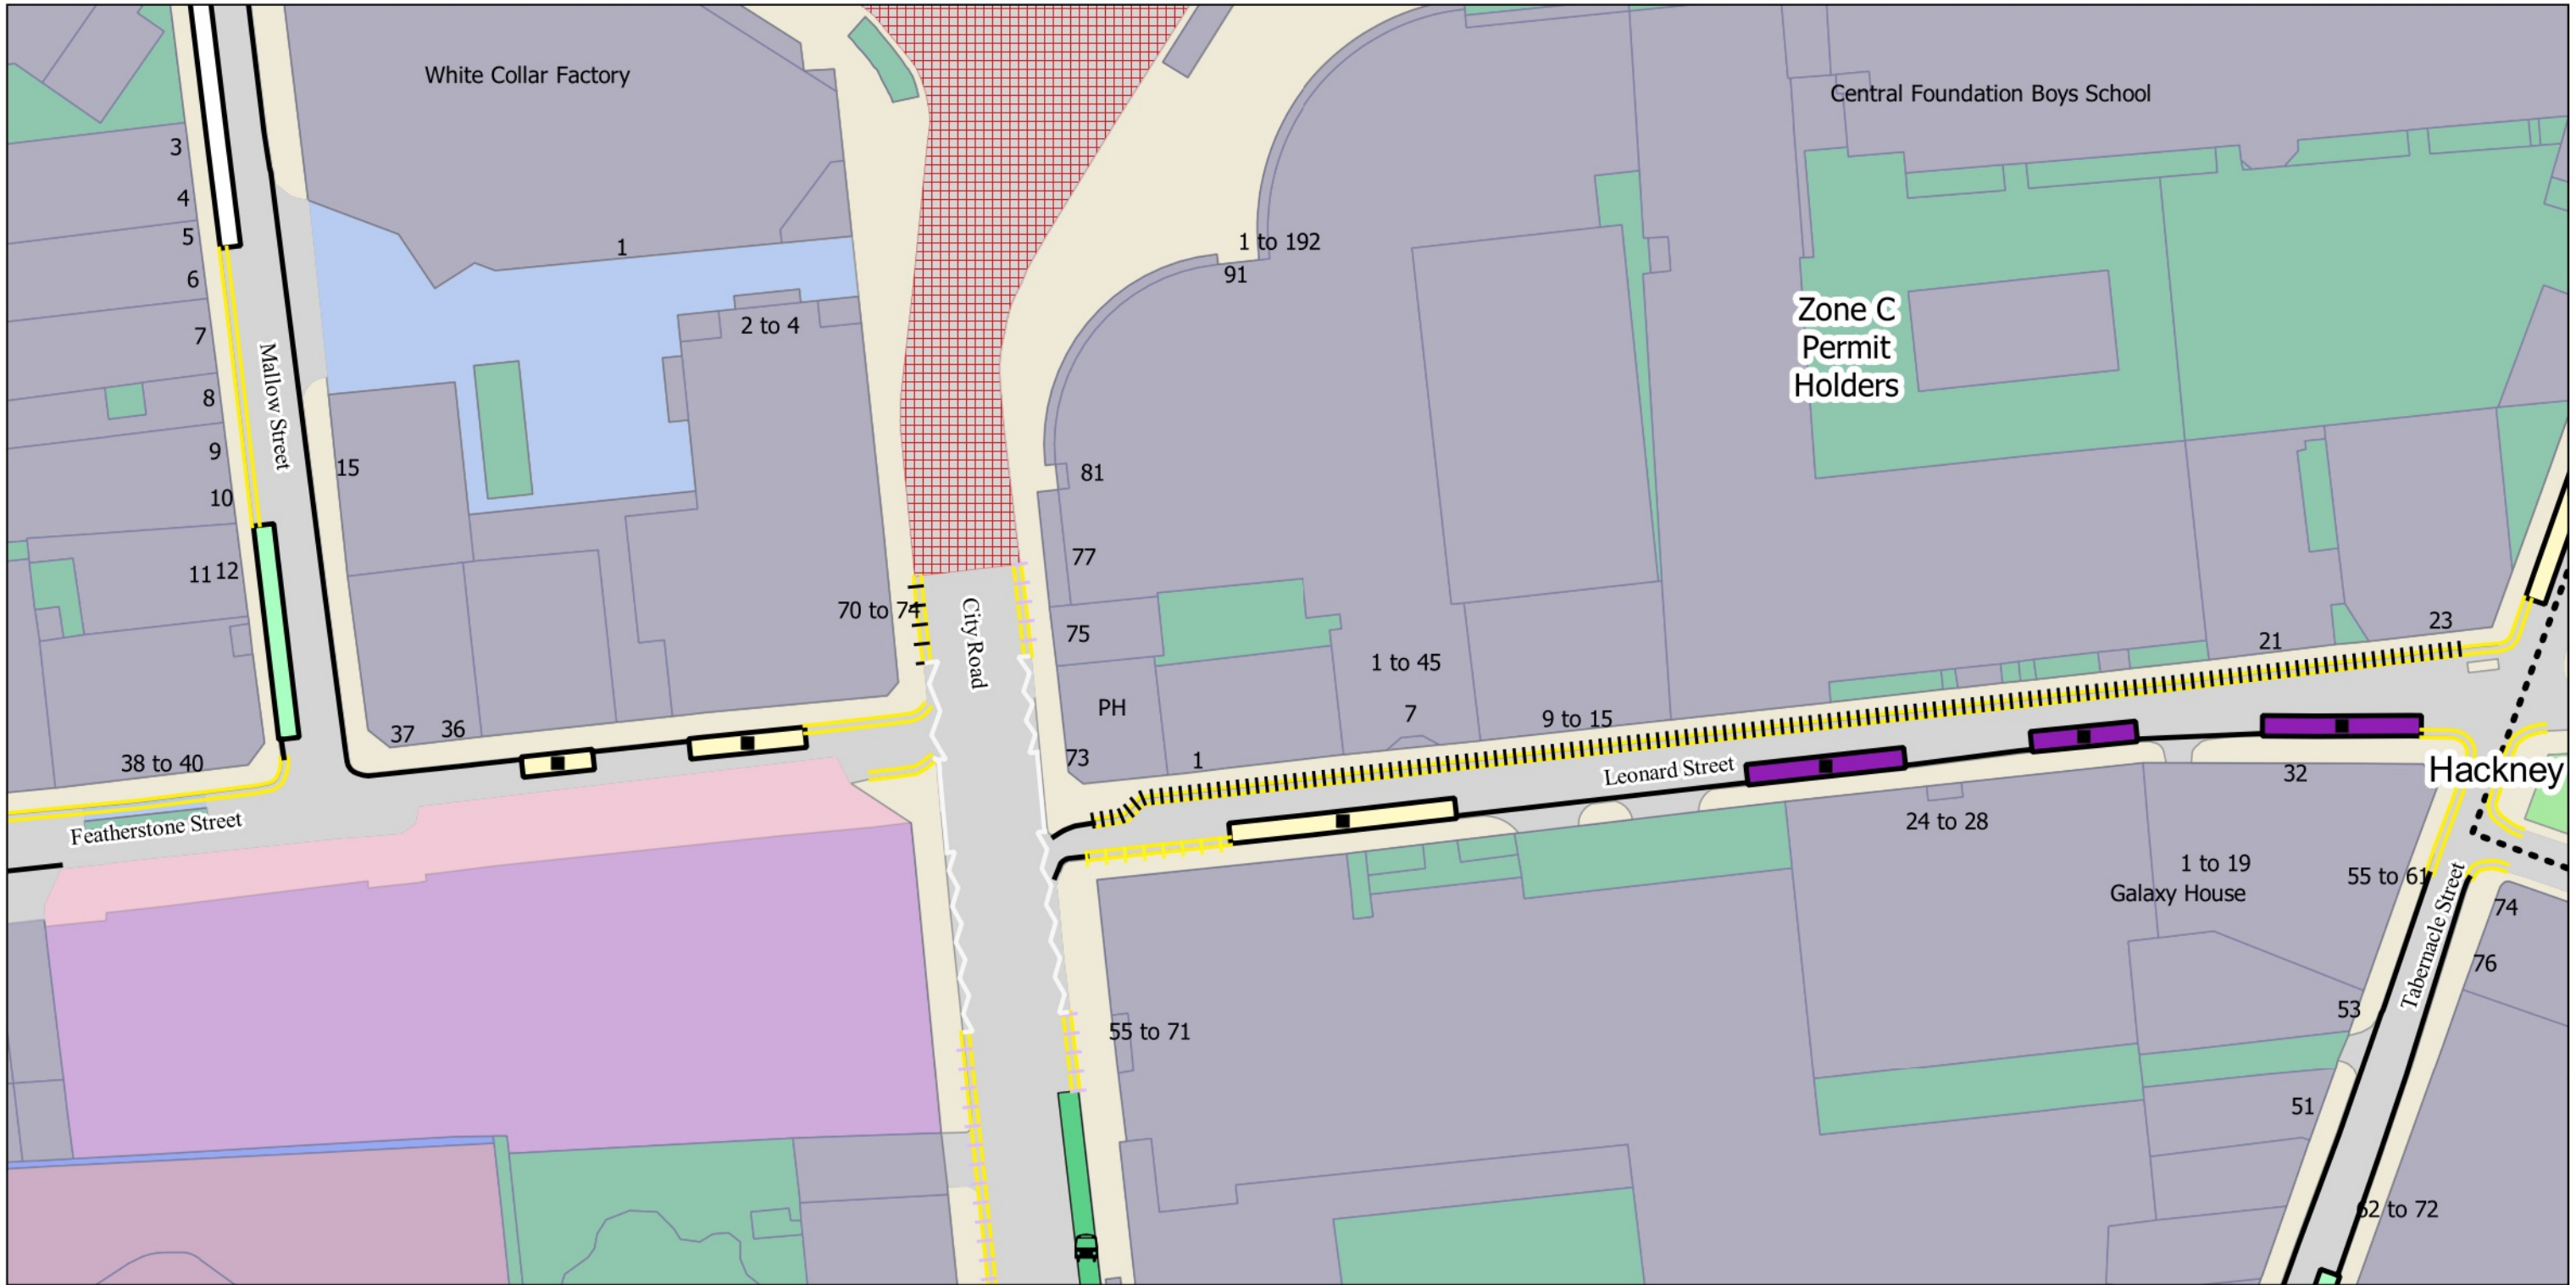 White Collar Factory
Central Foundation Boys School
3
4
5
6
7
8
9
10
11
12
Mallow Street
1
2 to 4
15
1 to 192
91
Zone C
Permit
Holders
81
77
70 to 74
City Road
75
1 to 45
PH
7
9 to 15
73
1
21
23
37
36
38 to 40
Featherstone Street
Leonard Street
32
Hackney
24 to 28
1 to 19
Galaxy House
55 to 61
Tabernacle Street
74
76
53
55 to 71
51
62 to 72